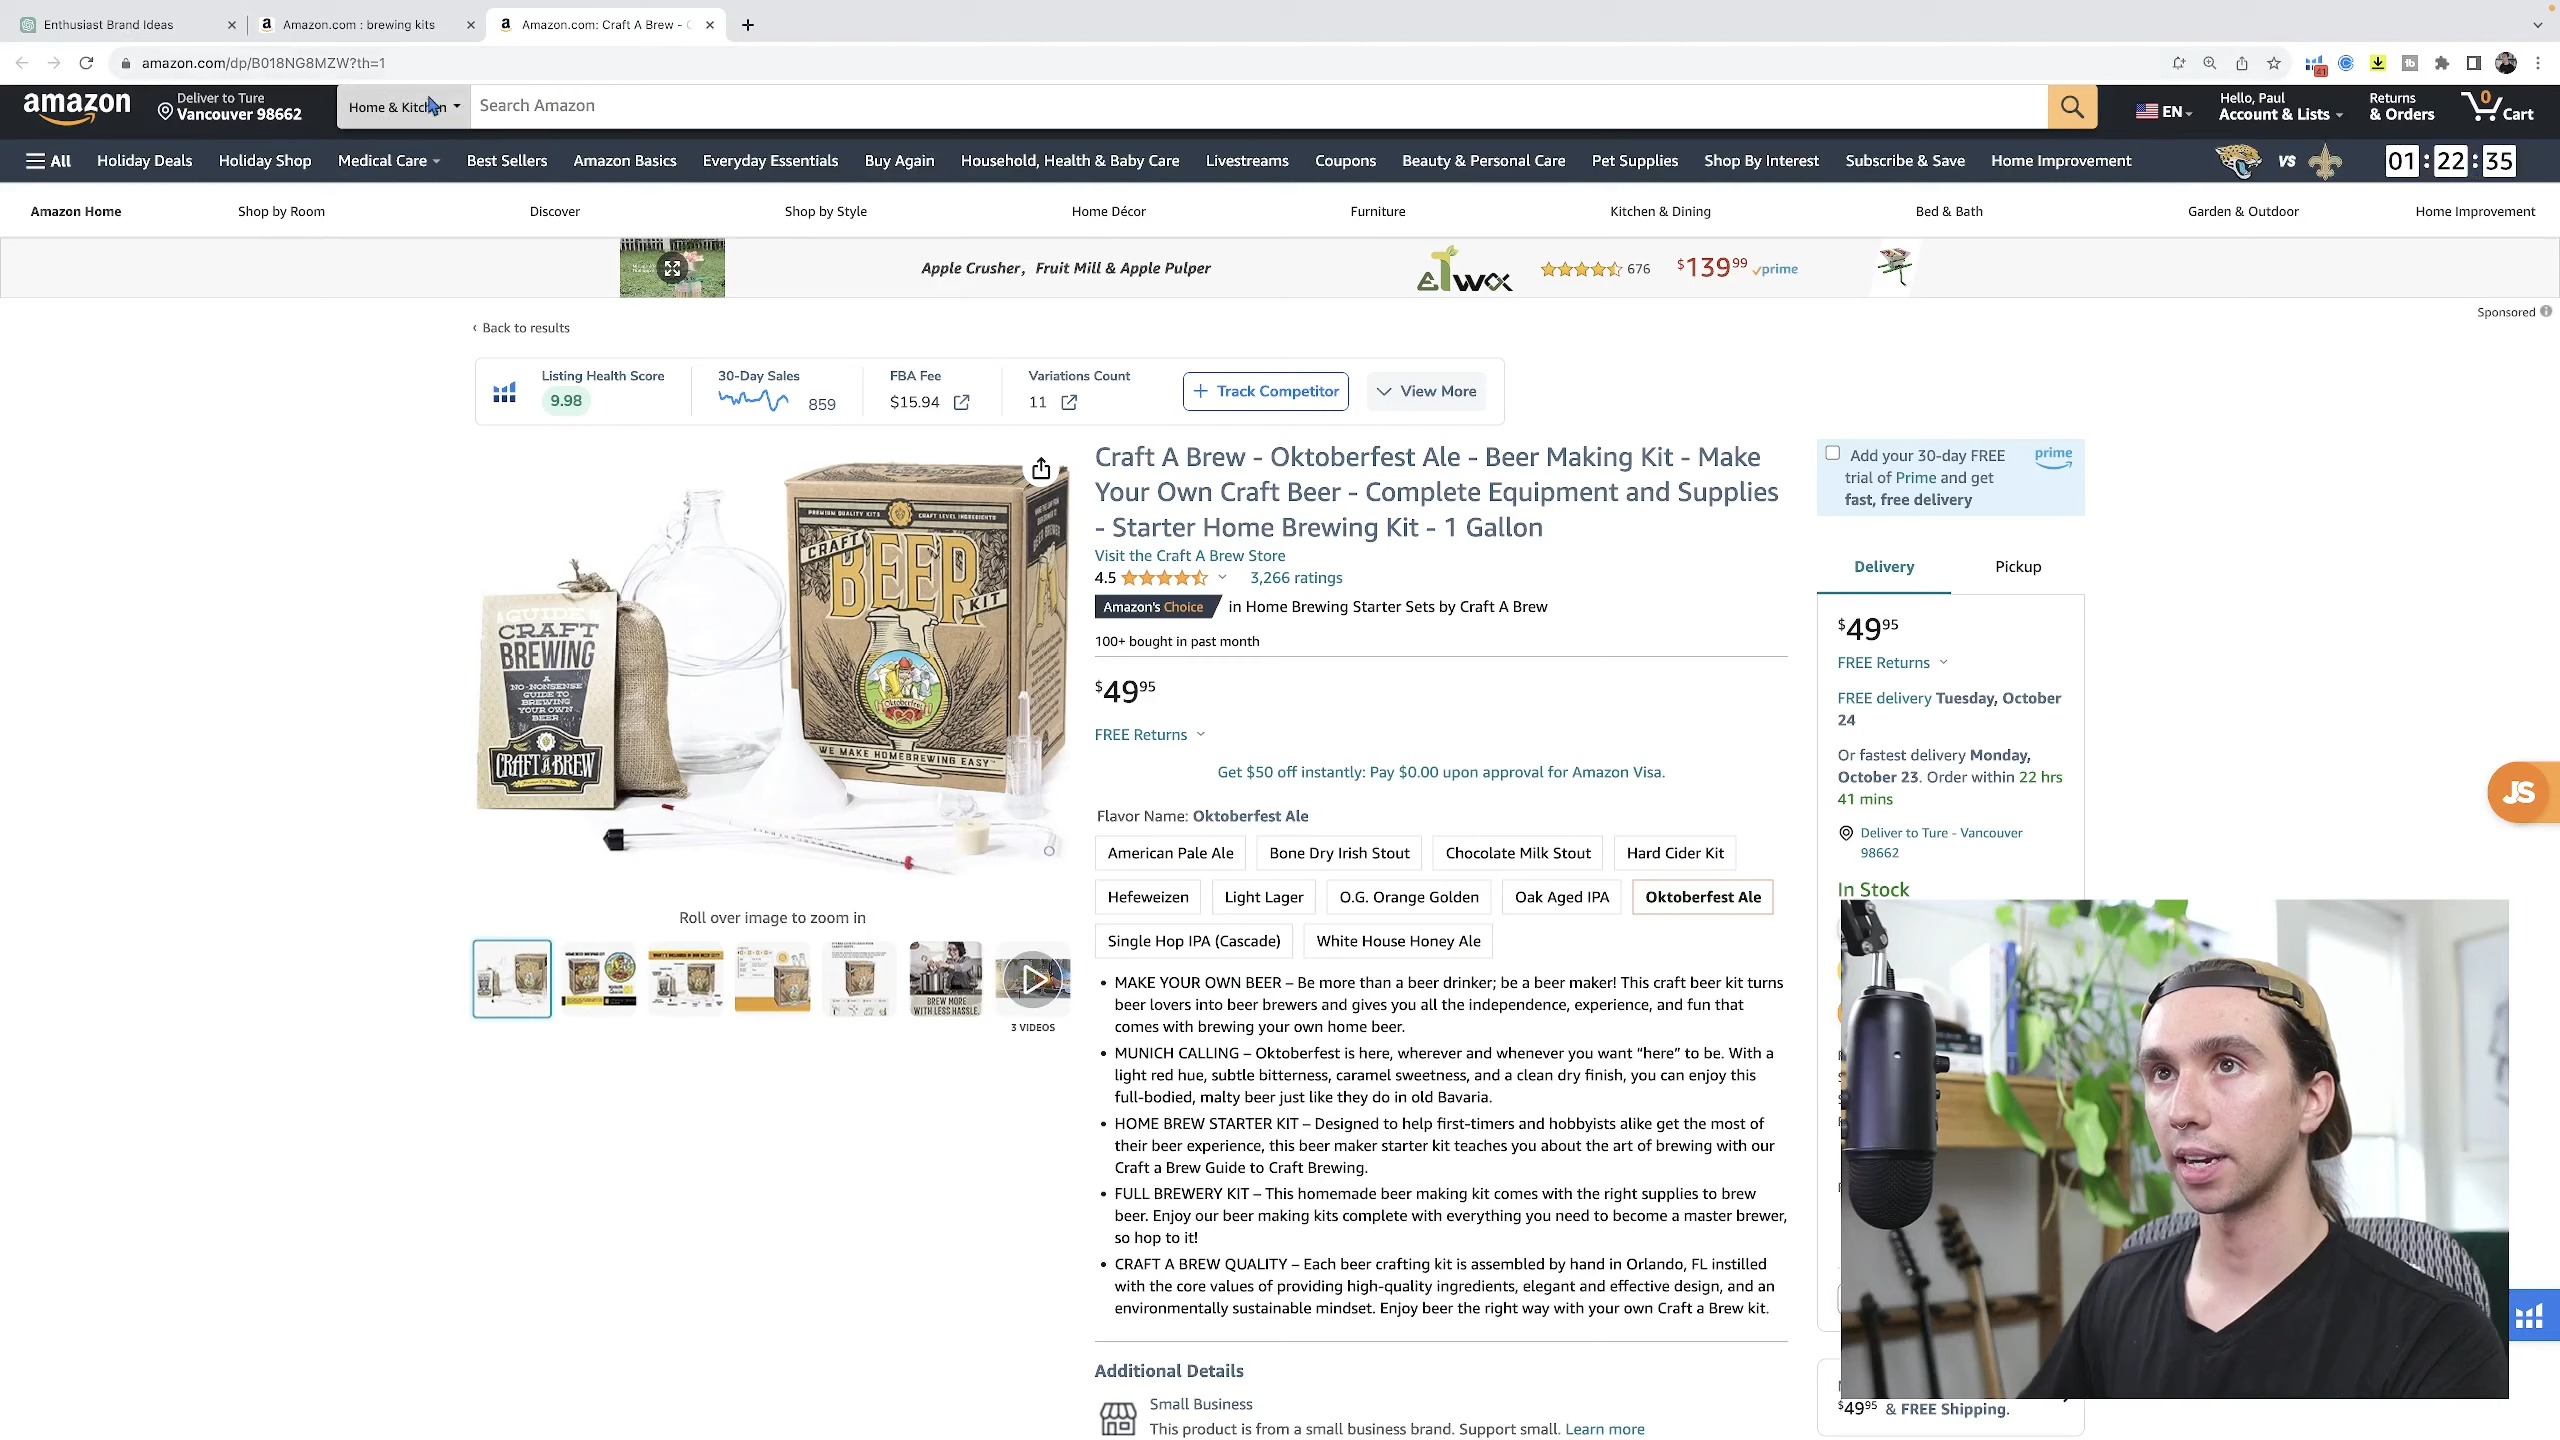 Enthusiast Brand Ideas
Amazon.com : brewing kits
Amazon.com: Craft A Brew -
amazon.com/dp/B018NG8MZW?th=1
amazon
Deliver to Ture
Vancouver 98662
Home & Kitchen
Search Amazon
EN
Hello, Paul
Account & Lists
Returns
& Orders
0
Cart
All
Holiday Deals
Holiday Shop
Medical Care
Best Sellers
Amazon Basics
Everyday Essentials
Buy Again
Household, Health & Baby Care
Livestreams
Coupons
Beauty & Personal Care
Pet Supplies
Shop By Interest
Subscribe & Save
Home Improvement
VS
01 : 22 : 35
Amazon Home
Shop by Room
Discover
Shop by Style
Home Décor
Furniture
Kitchen & Dining
Bed & Bath
Garden & Outdoor
Home Improvement
Apple Crusher, Fruit Mill & Apple Pulper
676
$139.99
prime
Sponsored
‹ Back to results
Listing Health Score
9.98
30-Day Sales
859
FBA Fee
$15.94
Variations Count
11
+ Track Competitor
View More
Craft A Brew - Oktoberfest Ale - Beer Making Kit - Make
Your Own Craft Beer - Complete Equipment and Supplies
- Starter Home Brewing Kit - 1 Gallon
Visit the Craft A Brew Store
4.5
3,266 ratings
Amazon's Choice
in Home Brewing Starter Sets by Craft A Brew
100+ bought in past month
$49.95
FREE Returns
Get $50 off instantly: Pay $0.00 upon approval for Amazon Visa.
Flavor Name: Oktoberfest Ale
American Pale Ale
Bone Dry Irish Stout
Chocolate Milk Stout
Hard Cider Kit
Hefeweizen
Light Lager
O.G. Orange Golden
Oak Aged IPA
Oktoberfest Ale
Single Hop IPA (Cascade)
White House Honey Ale
• MAKE YOUR OWN BEER – Be more than a beer drinker; be a beer maker! This craft beer kit turns
beer lovers into beer brewers and gives you all the independence, experience, and fun that
comes with brewing your own home beer.
• MUNICH CALLING – Oktoberfest is here, wherever and whenever you want “here” to be. With a
light red hue, subtle bitterness, caramel sweetness, and a clean dry finish, you can enjoy this
full-bodied, malty beer just like they do in old Bavaria.
• HOME BREW STARTER KIT – Designed to help first-timers and hobbyists alike get the most of
their beer experience, this beer maker starter kit teaches you about the art of brewing with our
Craft a Brew Guide to Craft Brewing.
• FULL BREWERY KIT – This homemade beer making kit comes with the right supplies to brew
beer. Enjoy our beer making kits complete with everything you need to become a master brewer,
so hop to it!
• CRAFT A BREW QUALITY – Each beer crafting kit is assembled by hand in Orlando, FL instilled
with the core values of providing high-quality ingredients, elegant and effective design, and an
environmentally sustainable mindset. Enjoy beer the right way with your own Craft a Brew kit.
Additional Details
Small Business
This product is from a small business brand. Support small. Learn more
PREMIUM QUALITY KITS
CRAFT LEVEL INGREDIENTS
CRAFT
BEER
KIT
Oktoberfest
WE MAKE HOMEBREWING EASY™
A GUIDE TO
CRAFT
BREWING
A
NO-NONSENSE
GUIDE TO
BREWING
YOUR OWN
BEER
CRAFT A BREW
Roll over image to zoom in
BREW MORE
WITH LESS HASSLE.
3 VIDEOS
Add your 30-day FREE
trial of Prime and get
fast, free delivery
prime
Delivery
Pickup
$49.95
FREE Returns
FREE delivery Tuesday, October
24
Or fastest delivery Monday,
October 23. Order within 22 hrs
41 mins
Deliver to Ture - Vancouver
98662
In Stock
$49.95 & FREE Shipping.
JS